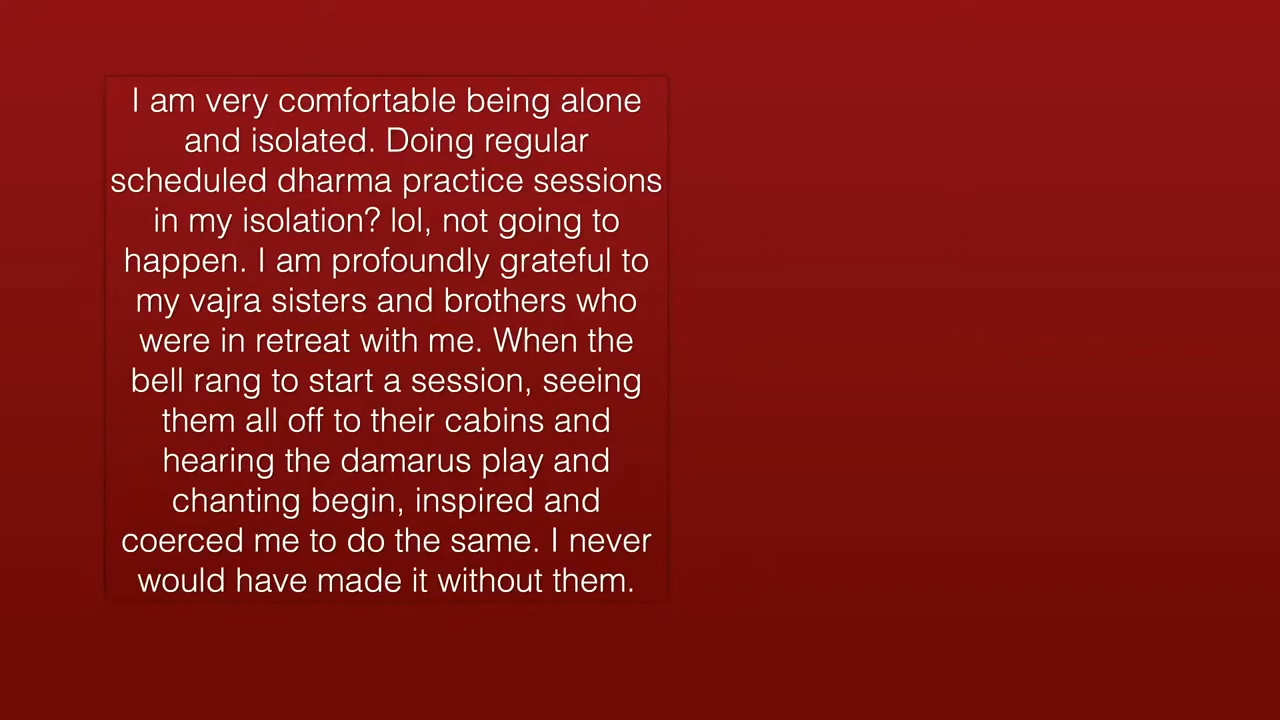 I am very comfortable being alone
and isolated. Doing regular
scheduled dharma practice sessions
in my isolation? lol, not going to
happen. I am profoundly grateful to
my vajra sisters and brothers who
were in retreat with me. When the
bell rang to start a session, seeing
them all off to their cabins and
hearing the damarus play and
chanting begin, inspired and
coerced me to do the same. I never
would have made it without them.